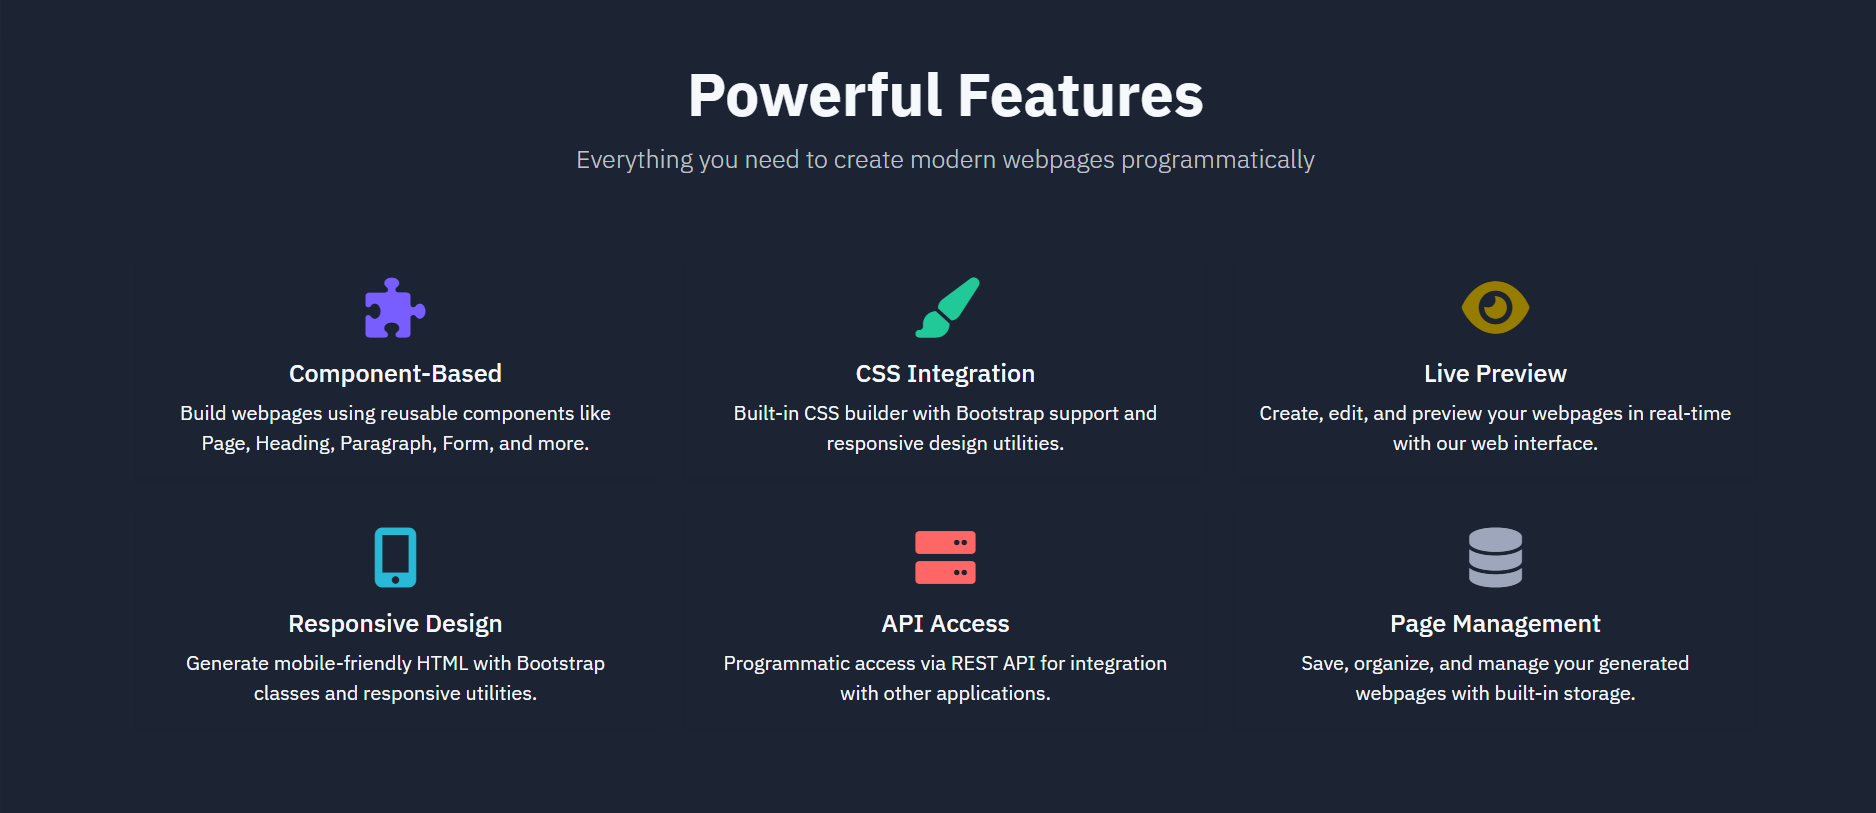 Powerful Features
Everything you need to create modern webpages programmatically
Component-Based
Build webpages using reusable components like
Page, Heading, Paragraph, Form, and more.
CSS Integration
Built-in CSS builder with Bootstrap support and
responsive design utilities.
Live Preview
Create, edit, and preview your webpages in real-time
with our web interface.
Responsive Design
Generate mobile-friendly HTML with Bootstrap
classes and responsive utilities.
API Access
Programmatic access via REST API for integration
with other applications.
Page Management
Save, organize, and manage your generated
webpages with built-in storage.